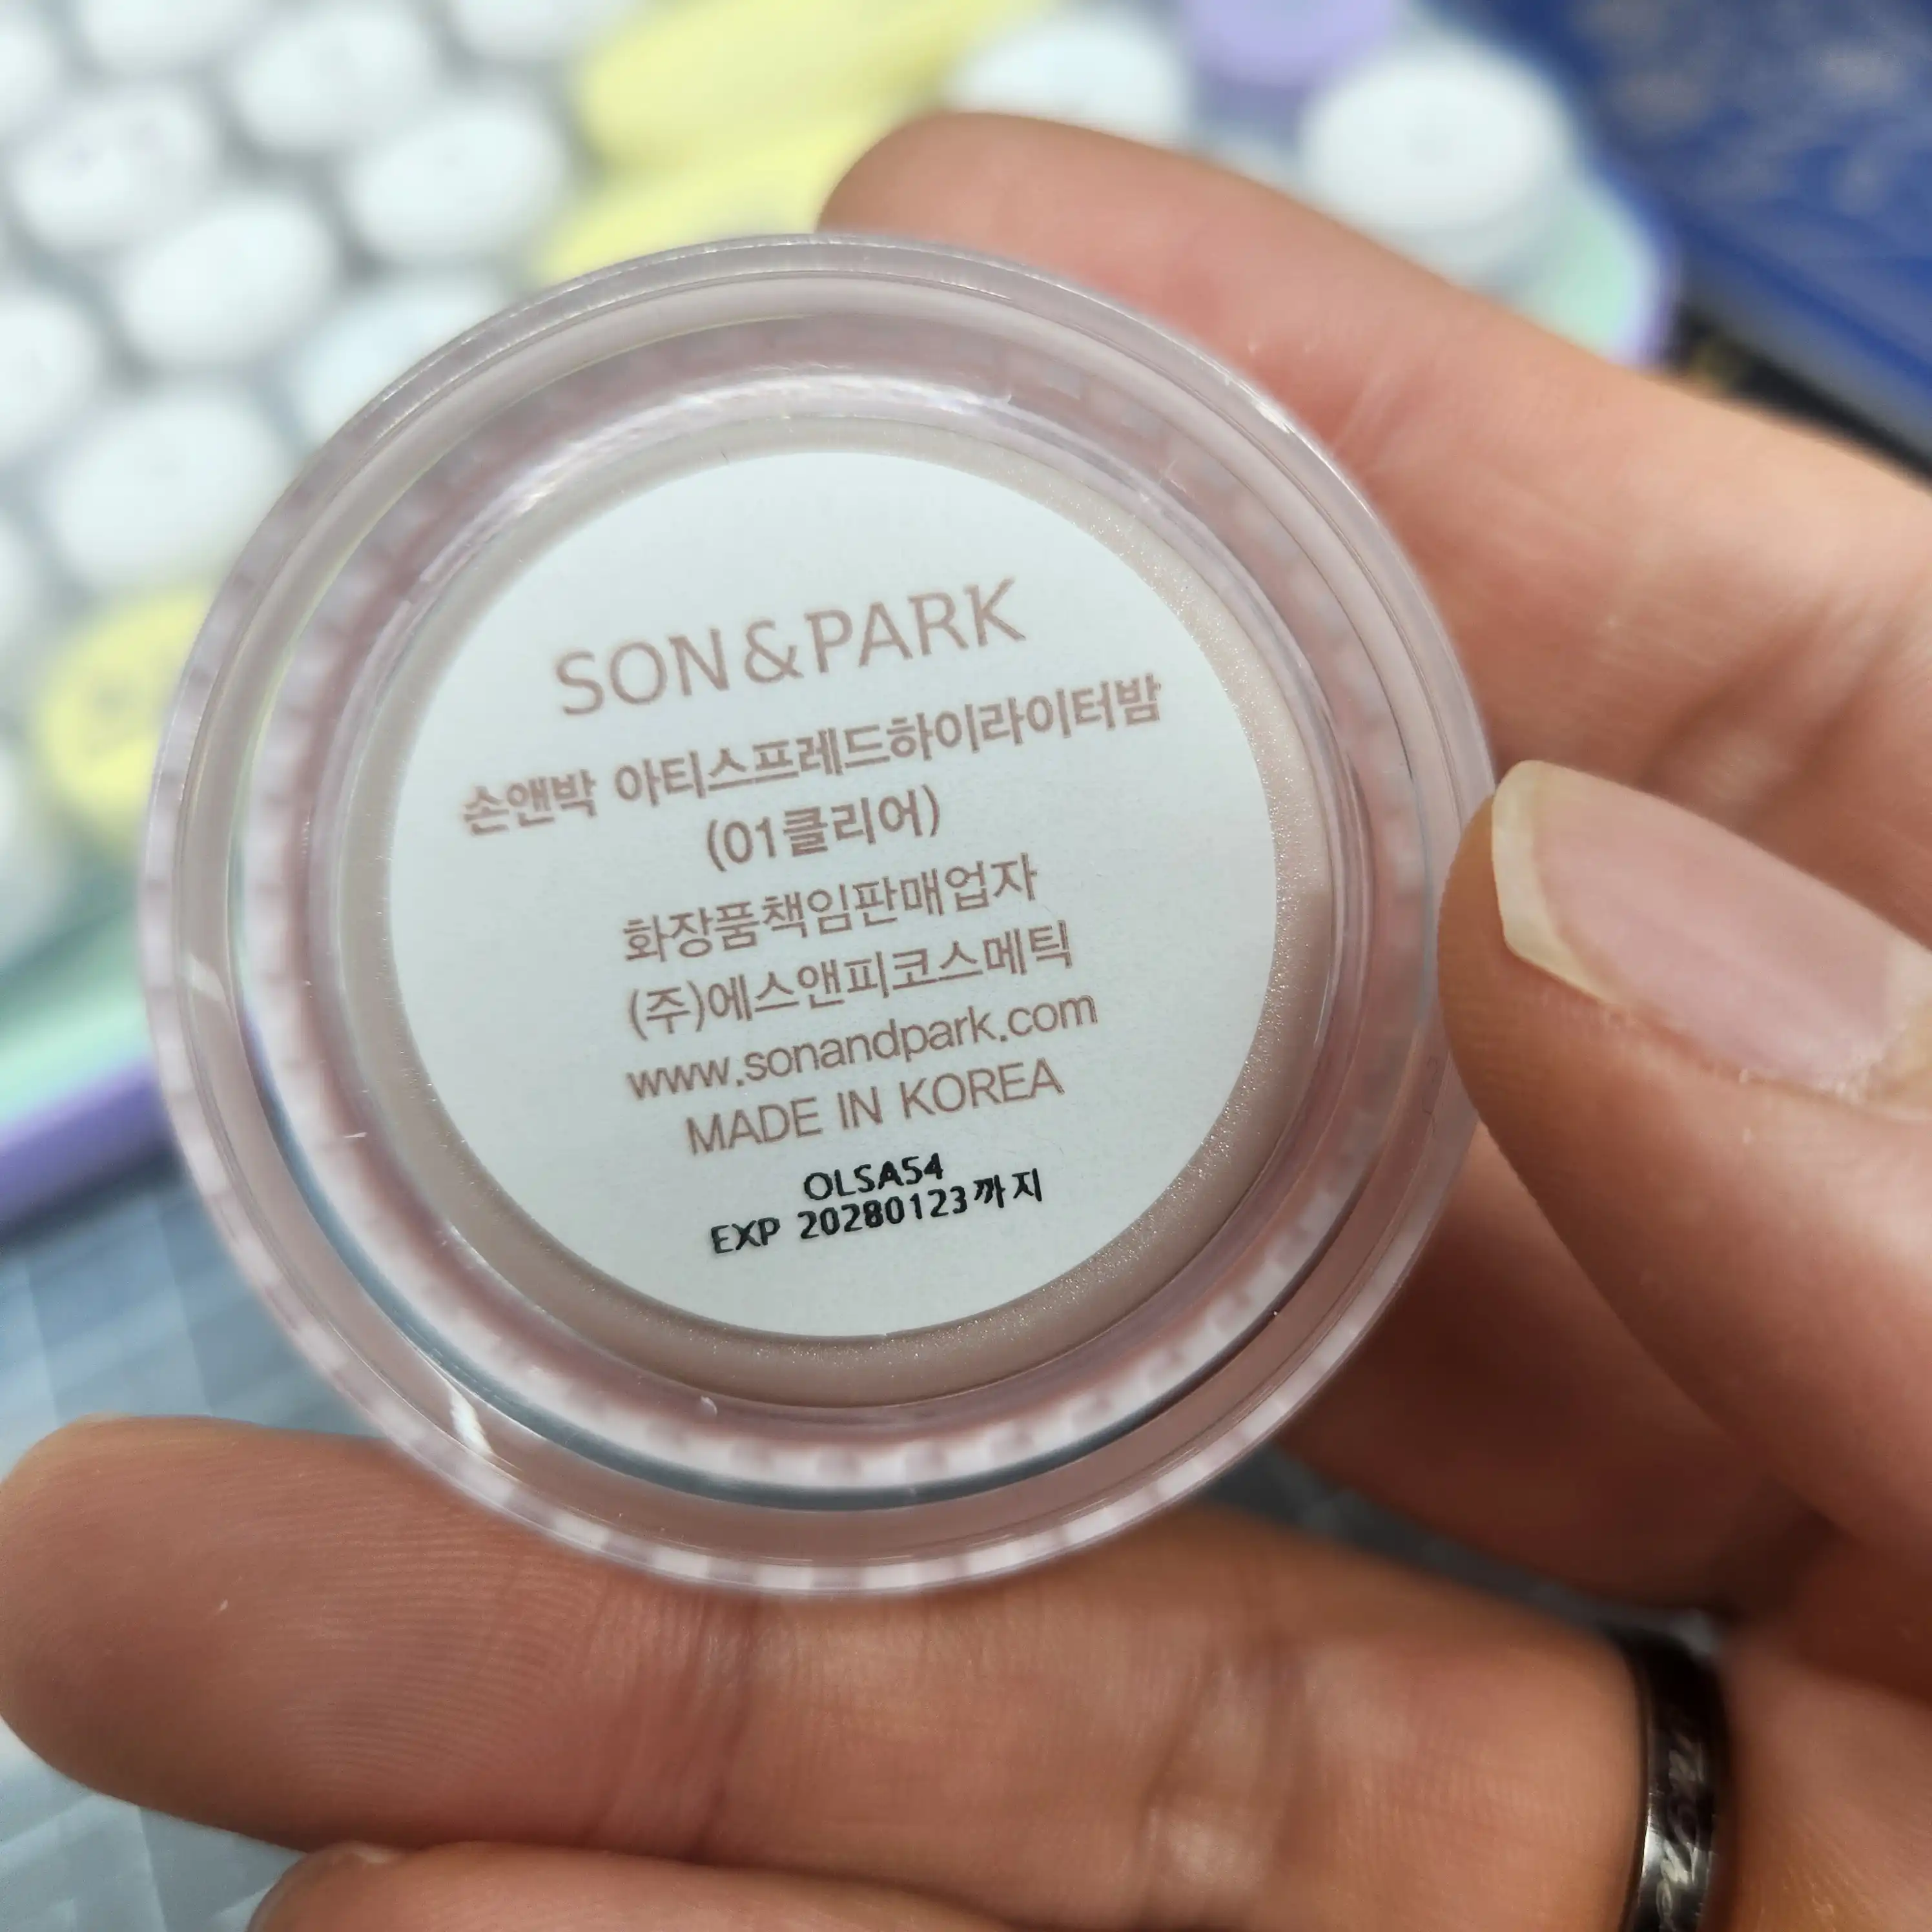 SON&PARK
손앤박 아티스프레드하이라이터밤
(01클리어)
화장품책임판매업자
(주)에스앤피코스메틱
www.sonandpark.com
MADE IN KOREA
OLSA54
EXP 20280123까지